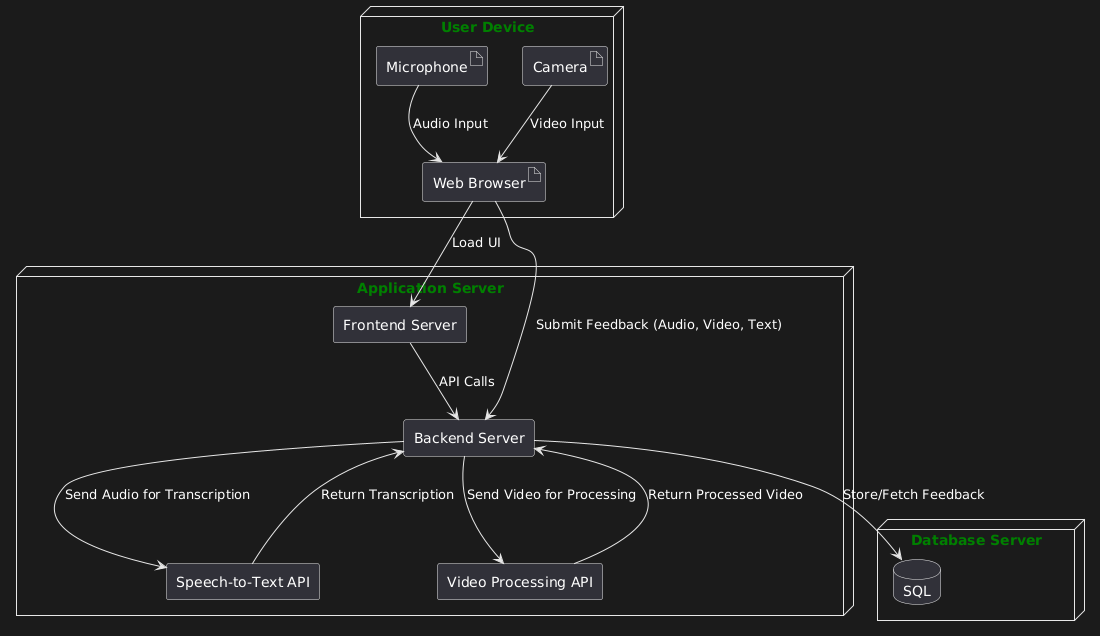 User Device
Microphone
Camera
Audio Input
Video Input
Web Browser
Load UI
Application Server
Frontend Server
Submit Feedback (Audio, Video, Text)
API Calls
Backend Server
Send Audio for Transcription
Return Transcription
Send Video for Processing
Return Processed Video
Store/Fetch Feedback
Database Server
Speech-to-Text API
Video Processing API
SQL